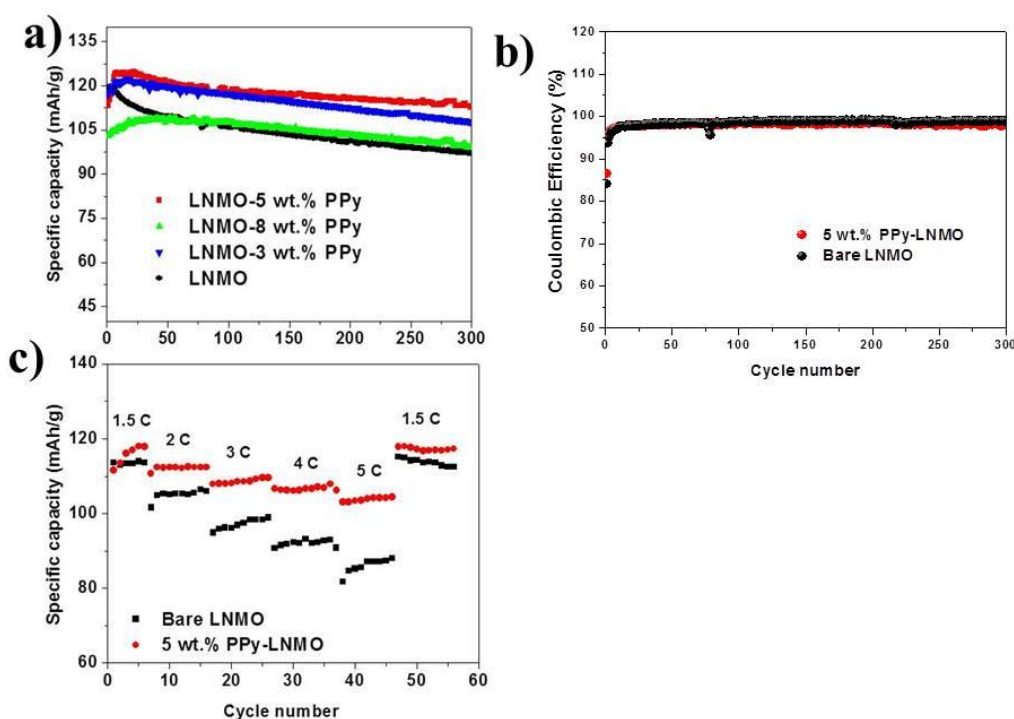 a)
Specific capacity (mAh/g)
135
120
105
90
75
60
45
LNMO-5 wt.% PPy
LNMO-8 wt.% PPy
LNMO-3 wt.% PPy
LNMO
0 50 100 150 200 250 300
b)
Coulombic Efficiency (%)
120
110
100
90
80
70
60
50
5 wt.% PPy-LNMO
Bare LNMO
0 50 100 150 200 250 300
Cycle number
c)
Specific capacity (mAh/g)
140
120
100
80
60
1.5 C
2 C
3 C
4 C
5 C
1.5 C
Bare LNMO
5 wt.% PPy-LNMO
0 10 20 30 40 50 60
Cycle number